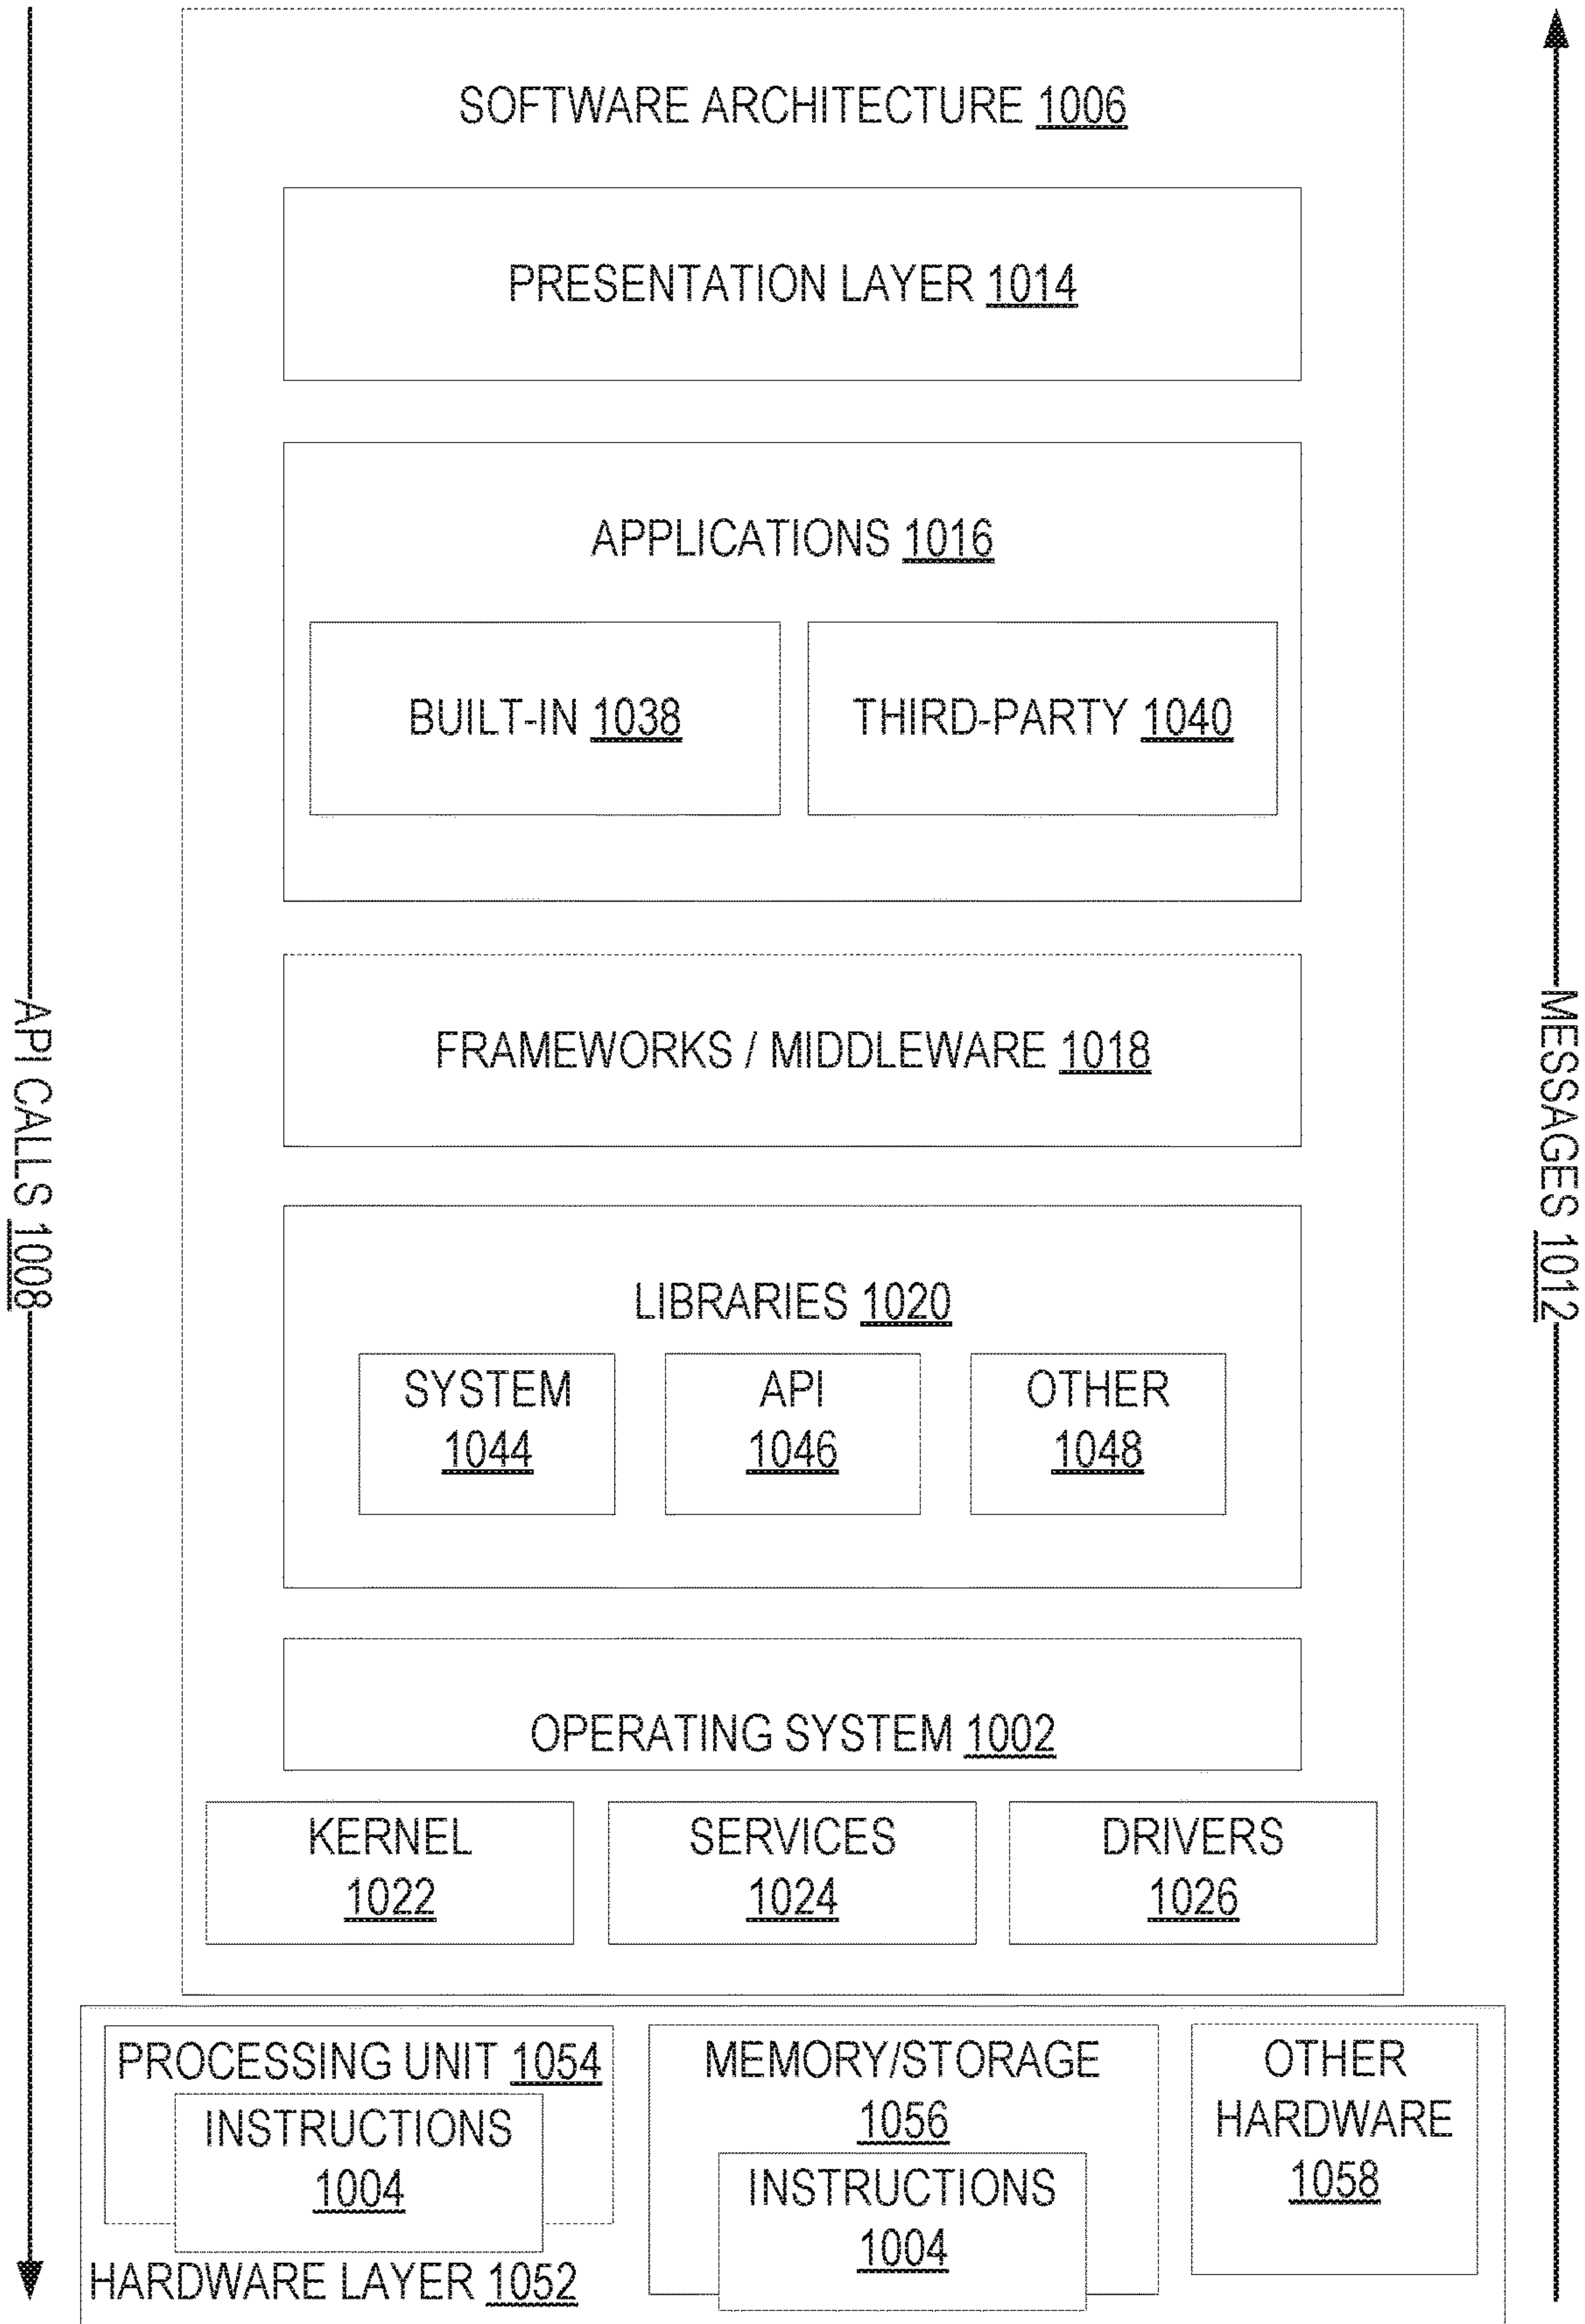 SOFTWARE ARCHITECTURE 1006
PRESENTATION LAYER 1014
APPLICATIONS 1016
BUILT-IN 1038
THIRD-PARTY 1040
FRAMEWORKS / MIDDLEWARE 1018
API CALLS 1008
MESSAGES 1012
LIBRARIES 1020
SYSTEM
1044
API
1046
OTHER
1048
OPERATING SYSTEM 1002
KERNEL
1022
SERVICES
1024
DRIVERS
1026
PROCESSING UNIT 1054
INSTRUCTIONS
1004
MEMORY/STORAGE
1056
INSTRUCTIONS
1004
OTHER
HARDWARE
1058
HARDWARE LAYER 1052